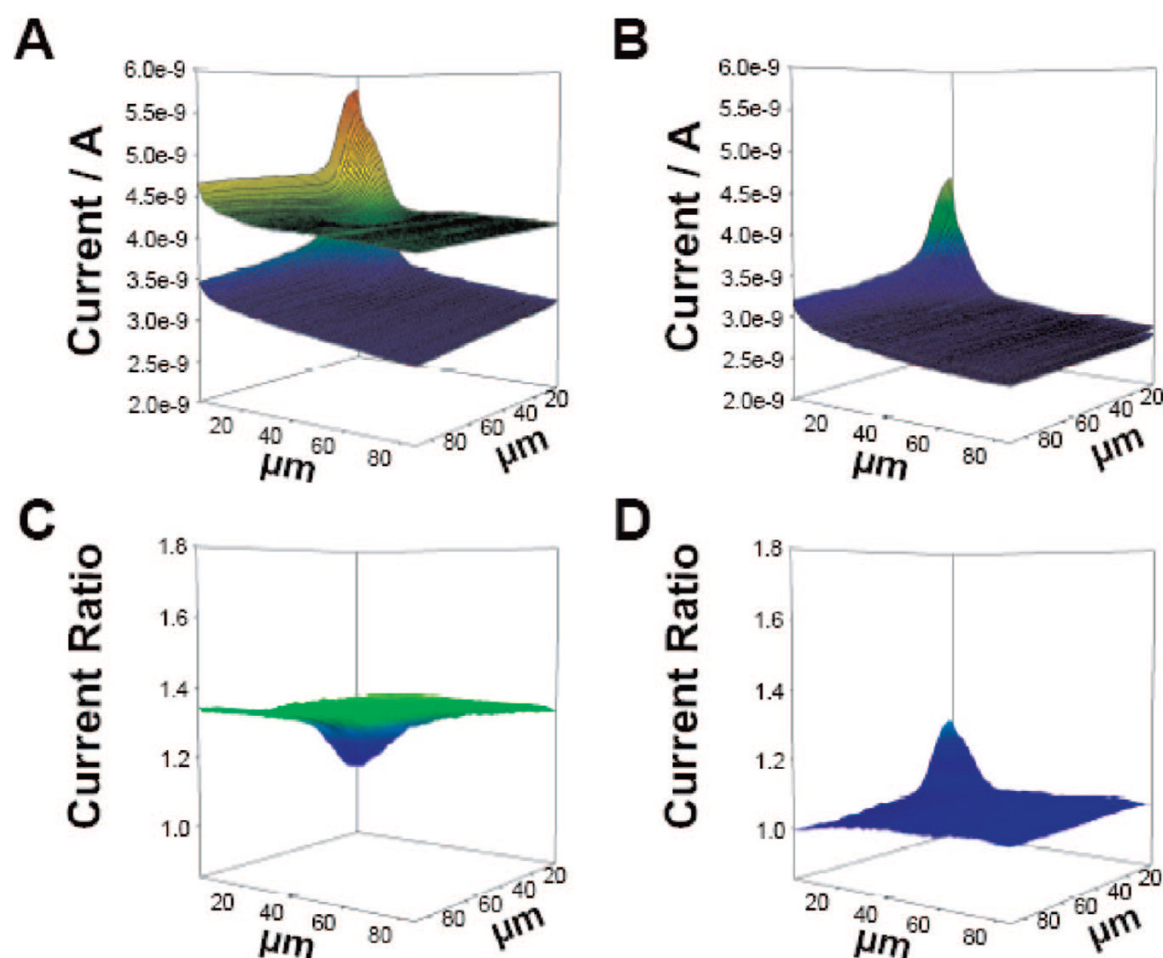 A
Current / A
6.0e-9
5.5e-9
5.0e-9
4.5e-9
4.0e-9
3.5e-9
3.0e-9
2.5e-9
2.0e-9
20
40
60
80
μm
80
60
40
20
μm
B
Current / A
6.0e-9
5.5e-9
5.0e-9
4.5e-9
4.0e-9
3.5e-9
3.0e-9
2.5e-9
2.0e-9
20
40
60
80
μm
80
60
40
20
μm
C
Current Ratio
1.8
1.6
1.4
1.2
1.0
20
40
60
80
μm
80
60
40
20
μm
D
Current Ratio
1.8
1.6
1.4
1.2
1.0
20
40
60
80
μm
80
60
40
20
μm